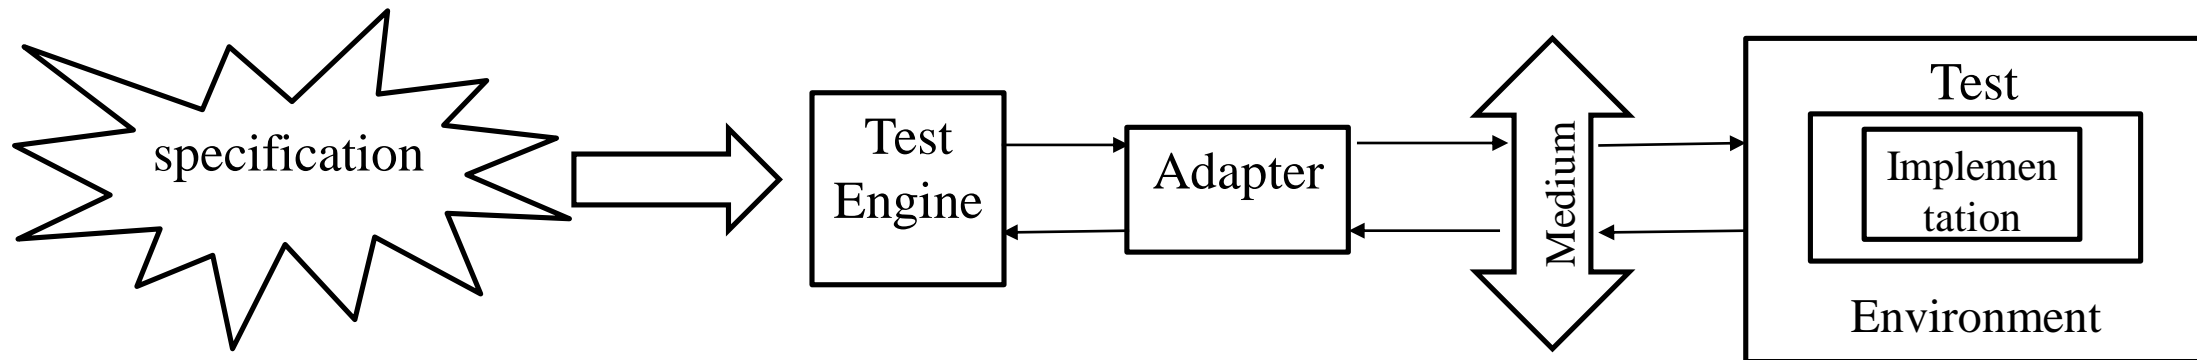 specification
Test
Engine
Adapter
Medium
Test
Implemen
tation
Environment